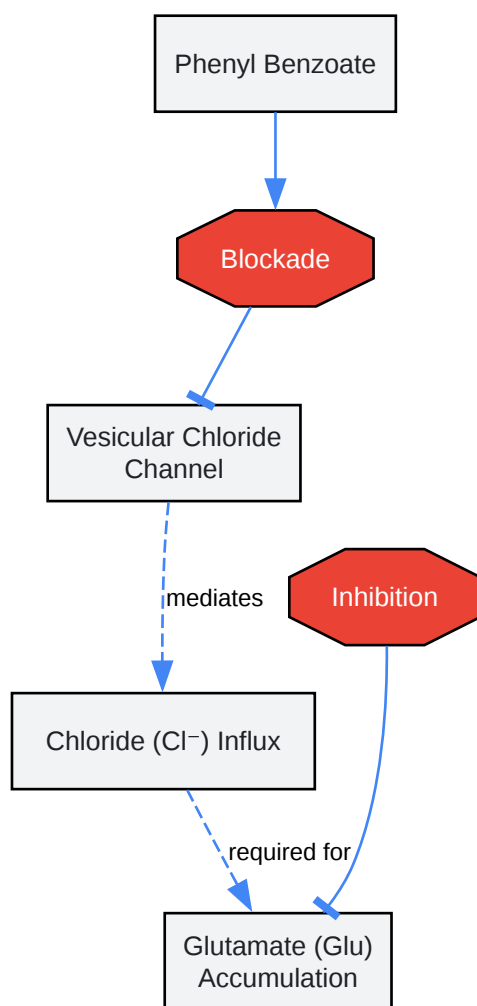 Phenyl Benzoate
Blockade
Vesicular Chloride
Channel
mediates
Inhibition
Chloride (Cl⁻) Influx
required for
Glutamate (Glu)
Accumulation